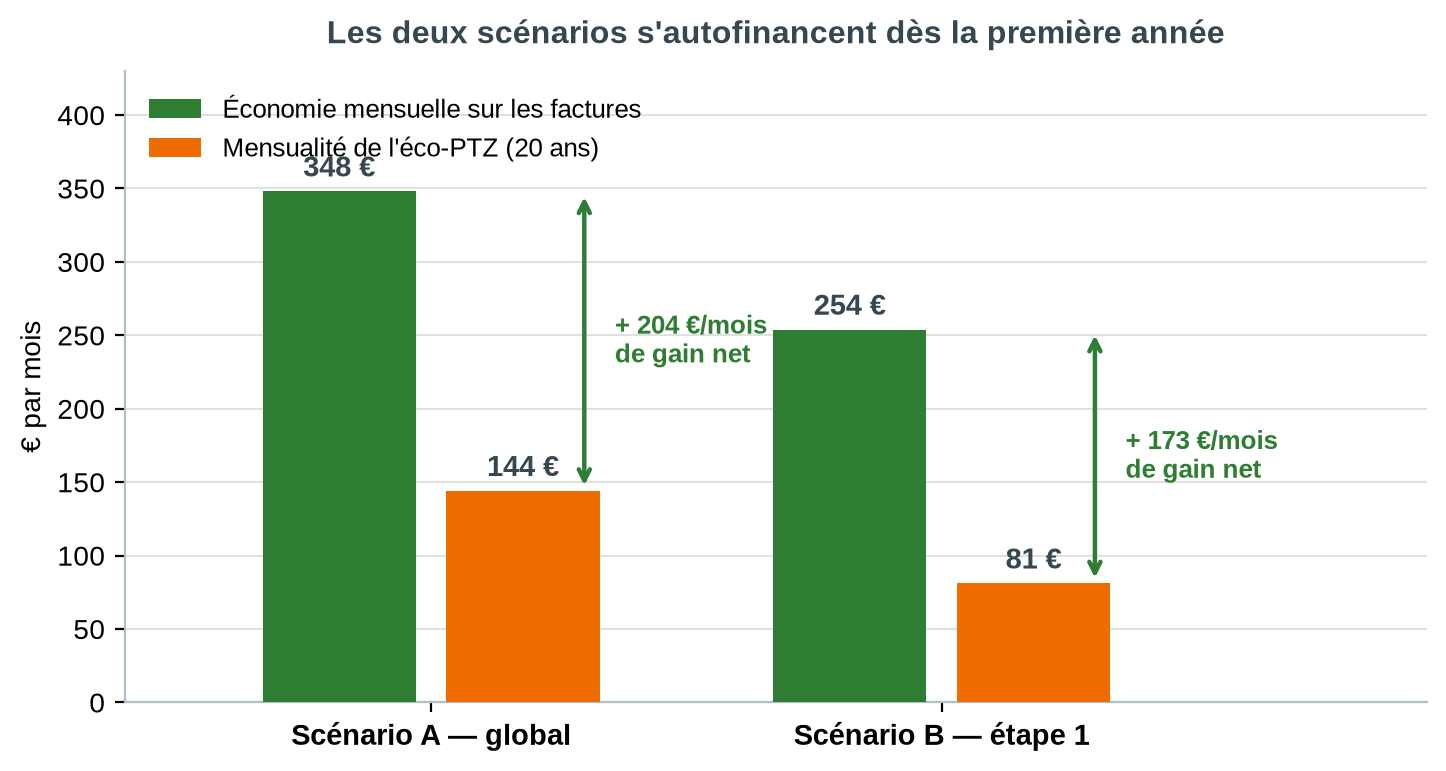 Les deux scénarios s'autofinancent dès la première année
Économie mensuelle sur les factures
Mensualité de l'éco-PTZ (20 ans)
€ par mois
400
350
300
250
200
150
100
50
0
348 €
144 €
+ 204 €/mois
de gain net
254 €
81 €
+ 173 €/mois
de gain net
Scénario A — global
Scénario B — étape 1